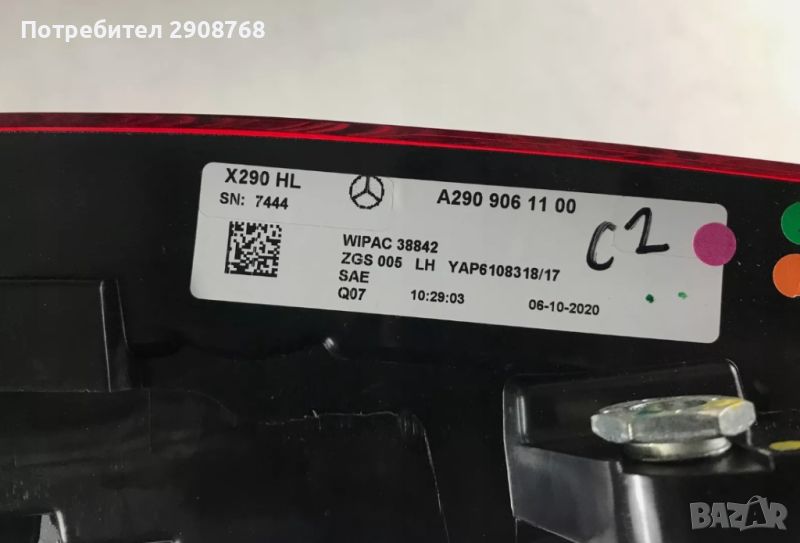 Потребител 2908768
X290 HL
SN: 7444
A290 906 11 00
C2
WIPAC 38842
ZGS 005 LH YAP6108318/17
SAE
Q07 10:29:03 06-10-2020
BAZAR